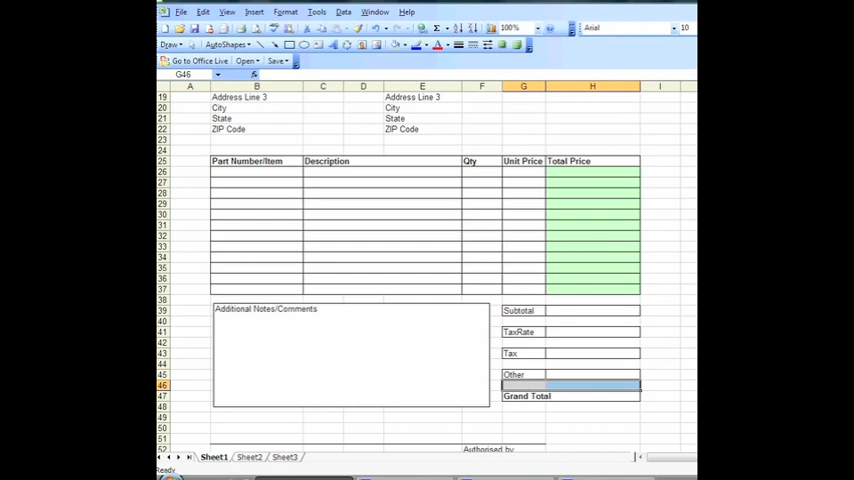 File Edit View Insert Format Tools Data Window Help
100% Arial 10
Draw AutoShapes
Go to Office Live Open Save
G46
A B C D E F G H I
19 Address Line 3 Address Line 3
20 City City
21 State State
22 ZIP Code ZIP Code
23
24
25 Part Number/Item Description Qty Unit Price Total Price
26
27
28
29
30
31
32
33
34
35
36
37
38
39 Additional Notes/Comments Subtotal
40
41 TaxRate
42
43 Tax
44
45 Other
46
47 Grand Total
48
49
50
51
52 Authorised by
Sheet1 Sheet2 Sheet3
Ready